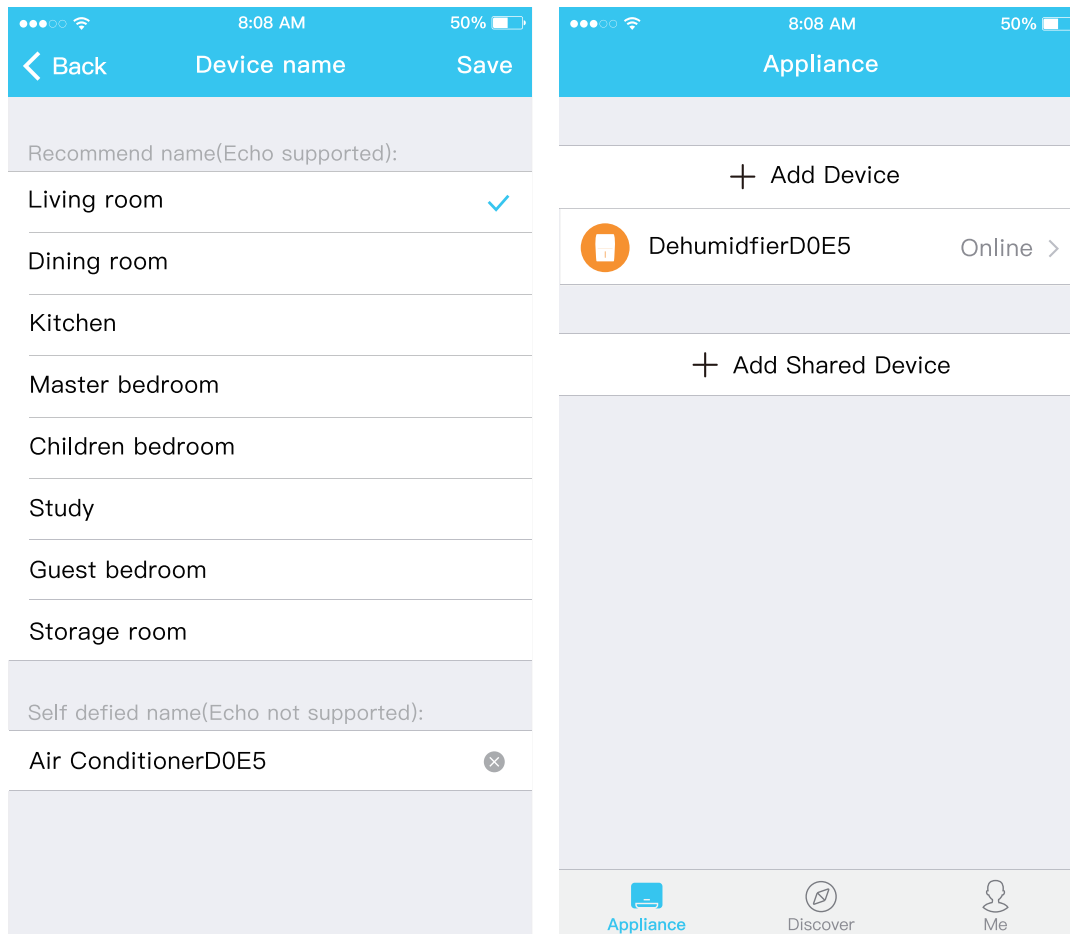 8:08 AM
50%
Back
Device name
Save
Recommend name(Echo supported):
Living room
Dining room
Kitchen
Master bedroom
Children bedroom
Study
Guest bedroom
Storage room
Self defied name(Echo not supported):
Air ConditionerD0E5
8:08 AM
50%
Appliance
Add Device
DehumidfierD0E5
Online
Add Shared Device
Appliance
Discover
Me